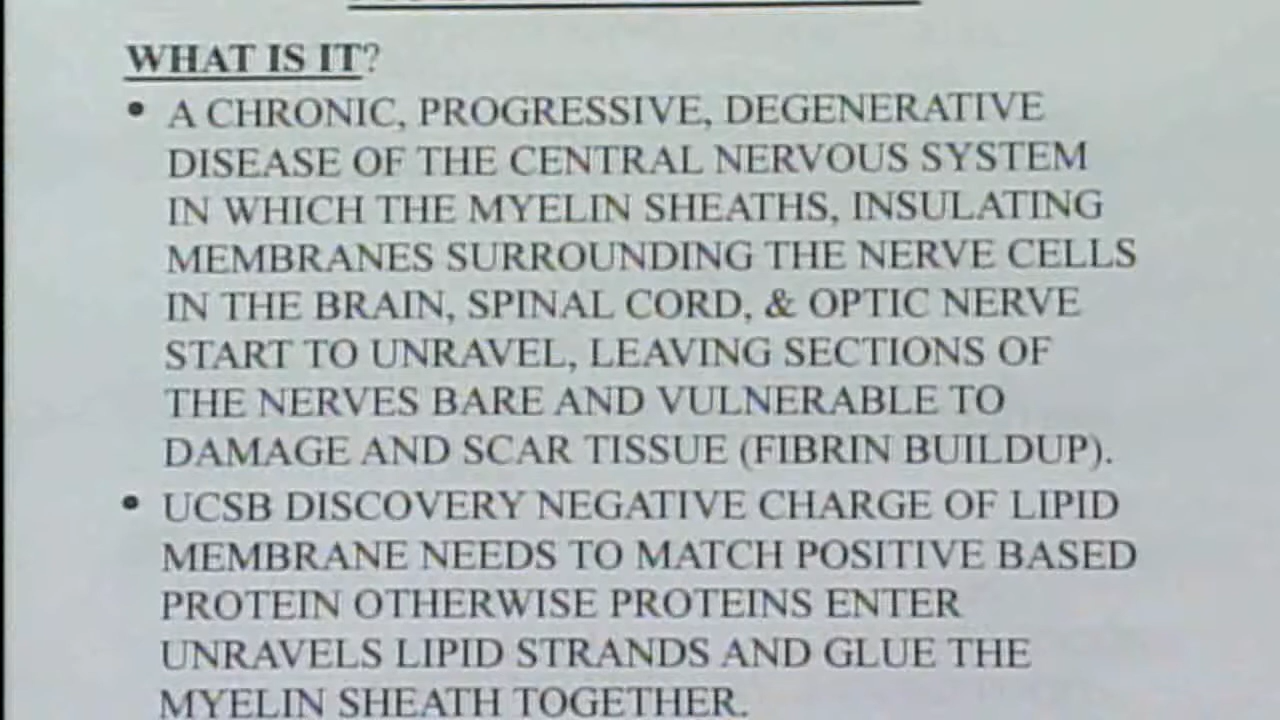 WHAT IS IT?
• A CHRONIC, PROGRESSIVE, DEGENERATIVE
DISEASE OF THE CENTRAL NERVOUS SYSTEM
IN WHICH THE MYELIN SHEATHS, INSULATING
MEMBRANES SURROUNDING THE NERVE CELLS
IN THE BRAIN, SPINAL CORD, & OPTIC NERVE
START TO UNRAVEL, LEAVING SECTIONS OF
THE NERVES BARE AND VULNERABLE TO
DAMAGE AND SCAR TISSUE (FIBRIN BUILDUP).
• UCSB DISCOVERY NEGATIVE CHARGE OF LIPID
MEMBRANE NEEDS TO MATCH POSITIVE BASED
PROTEIN OTHERWISE PROTEINS ENTER
UNRAVELS LIPID STRANDS AND GLUE THE
MYELIN SHEATH TOGETHER.